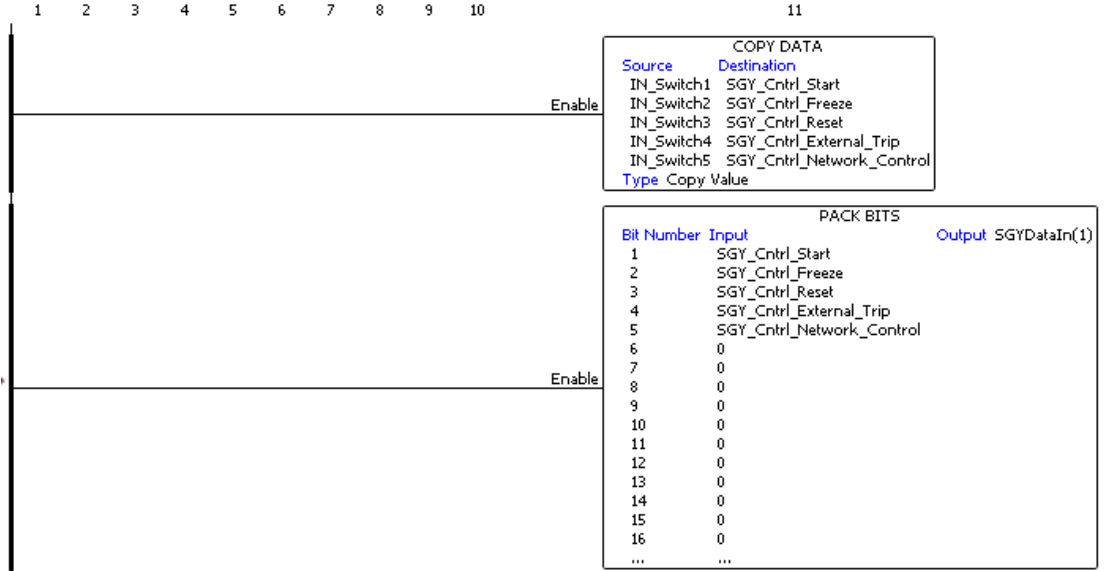 1 2 3 4 5 6 7 8 9 10 11
COPY DATA
Source Destination
IN_Switch1 SGY_Cntrl_Start
Enable IN_Switch2 SGY_Cntrl_Freeze
IN_Switch3 SGY_Cntrl_Reset
IN_Switch4 SGY_Cntrl_External_Trip
IN_Switch5 SGY_Cntrl_Network_Control
Type Copy Value
PACK BITS
Bit Number Input Output SGYDataIn(1)
1 SGY_Cntrl_Start
2 SGY_Cntrl_Freeze
3 SGY_Cntrl_Reset
4 SGY_Cntrl_External_Trip
5 SGY_Cntrl_Network_Control
6 0
7 0
Enable
8 0
9 0
10 0
11 0
12 0
13 0
14 0
15 0
16 0
... ...